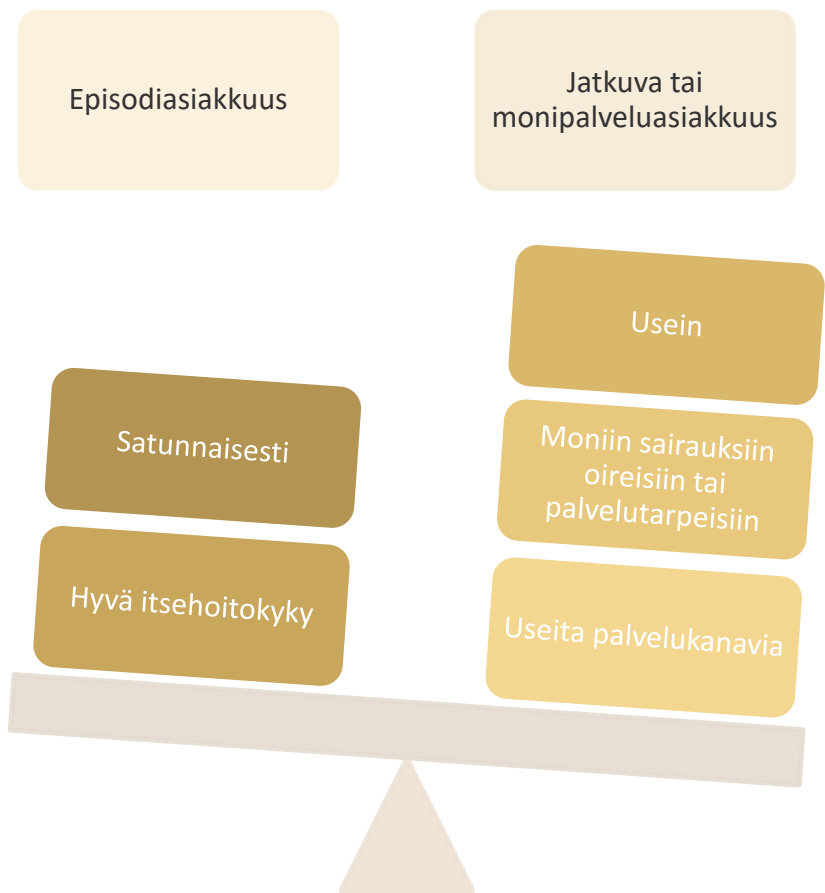 Episodiasiakkuus
Jatkuva tai
monipalveluasiakkuus
Satunnaisesti
Hyvä itsehoitokyky
Usein
Moniin sairauksiin
oireisiin tai
palvelutarpeisiin
Useita palvelukanavia